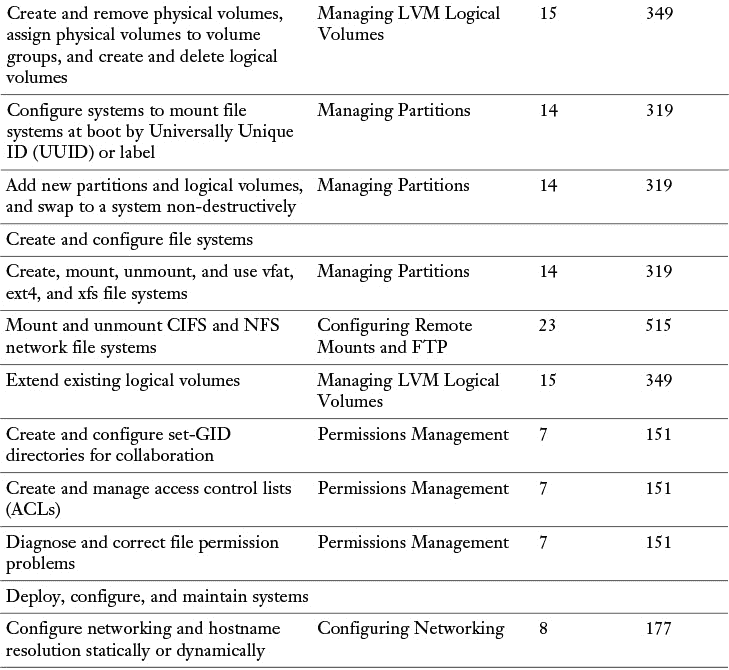 Create and remove physical volumes, Managing LVM Logical 15 349
assign physical volumes to volume Volumes
groups, and create and delete logical
volumes
Configure systems to mount file Managing Partitions 14 319
systems at boot by Universally Unique
ID (UUID) or label
Add new partitions and logical volumes, Managing Partitions 14 319
and swap to a system non-destructively
Create and configure file systems
Create, mount, unmount, and use vfat, Managing Partitions 14 319
ext4, and xfs file systems
Mount and unmount CIFS and NFS Configuring Remote 23 515
network file systems Mounts and FTP
Extend existing logical volumes Managing LVM Logical 15 349
Volumes
Create and configure set-GID Permissions Management 7 151
directories for collaboration
Create and manage access control lists Permissions Management 7 151
(ACLs)
Diagnose and correct file permission Permissions Management 7 151
problems
Deploy, configure, and maintain systems
Configure networking and hostname Configuring Networking 8 177
resolution statically or dynamically